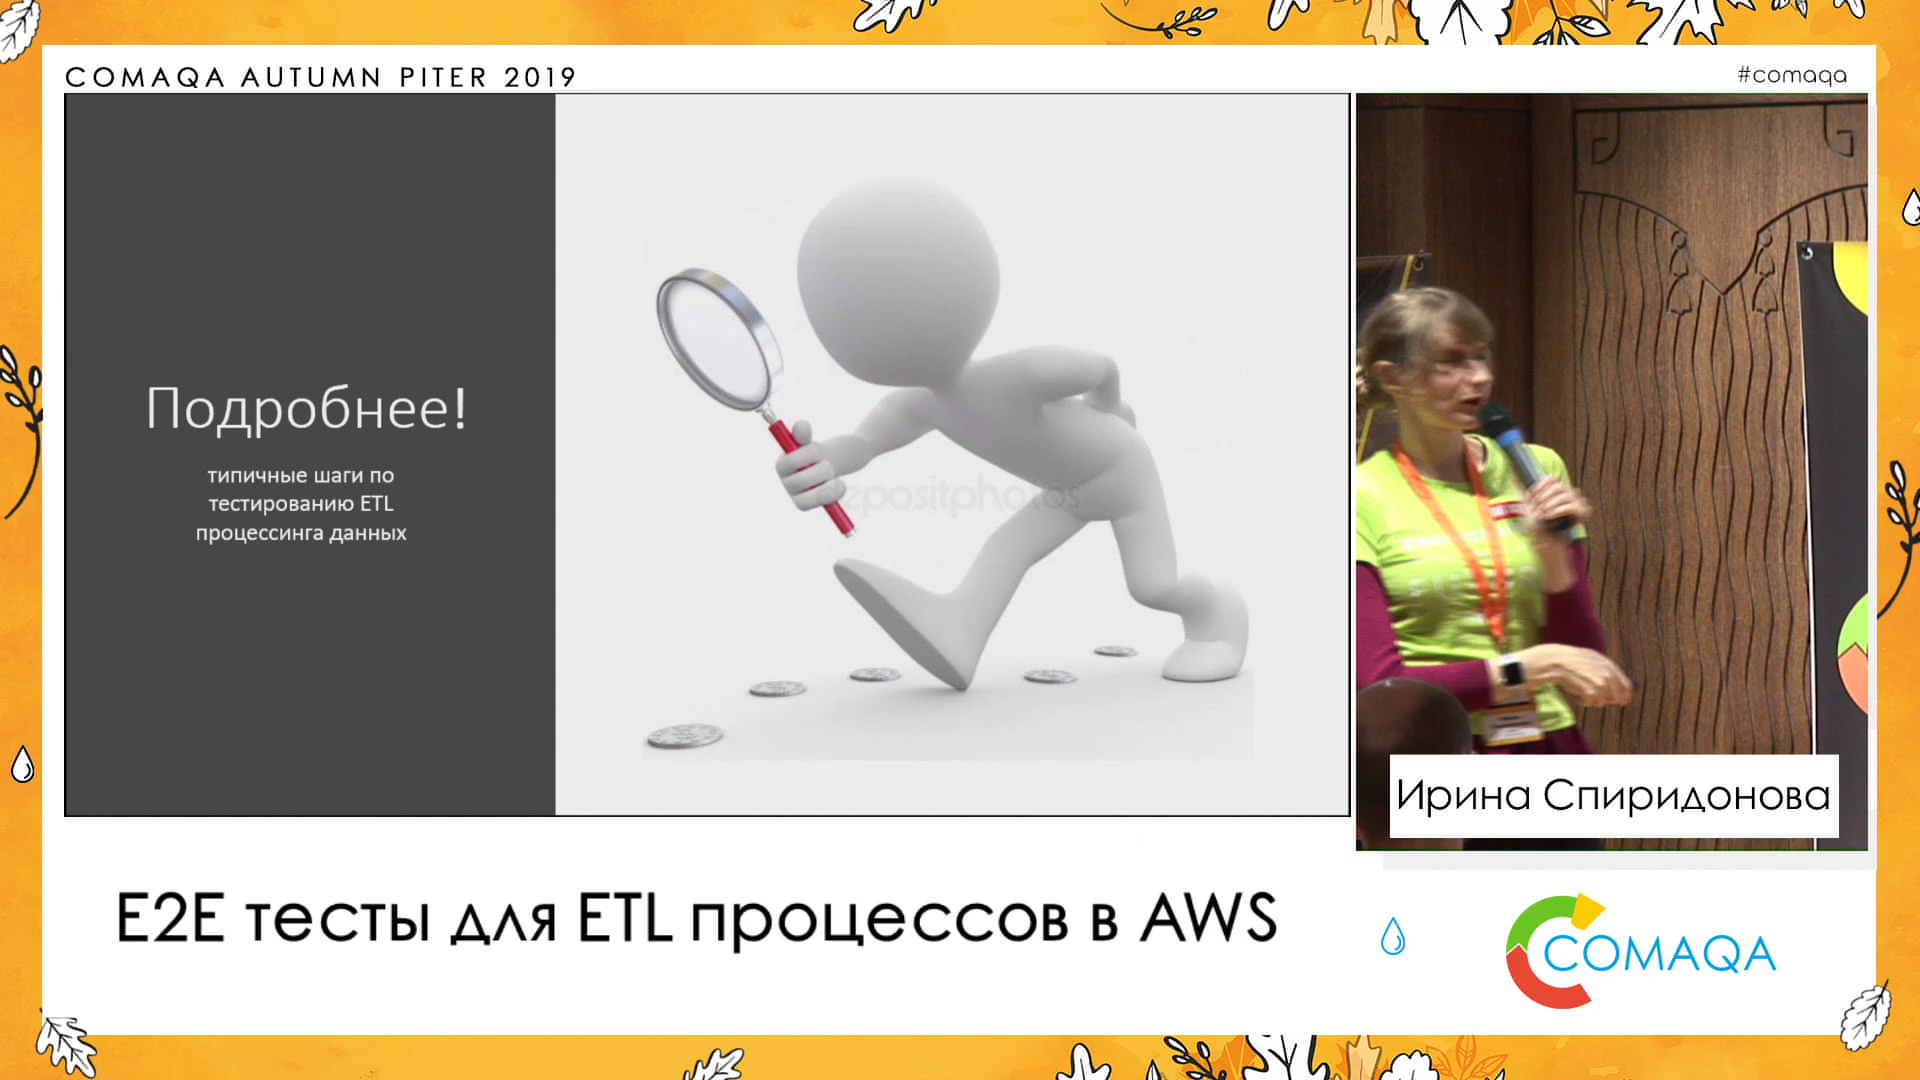 COMAQA AUTUMN PITER 2019
#comaqa
Подробнее!
типичные шаги по
тестированию ETL
процессинга данных
depositphotos
Ирина Спиридонова
E2E тесты для ETL процессов в AWS
COMAQA